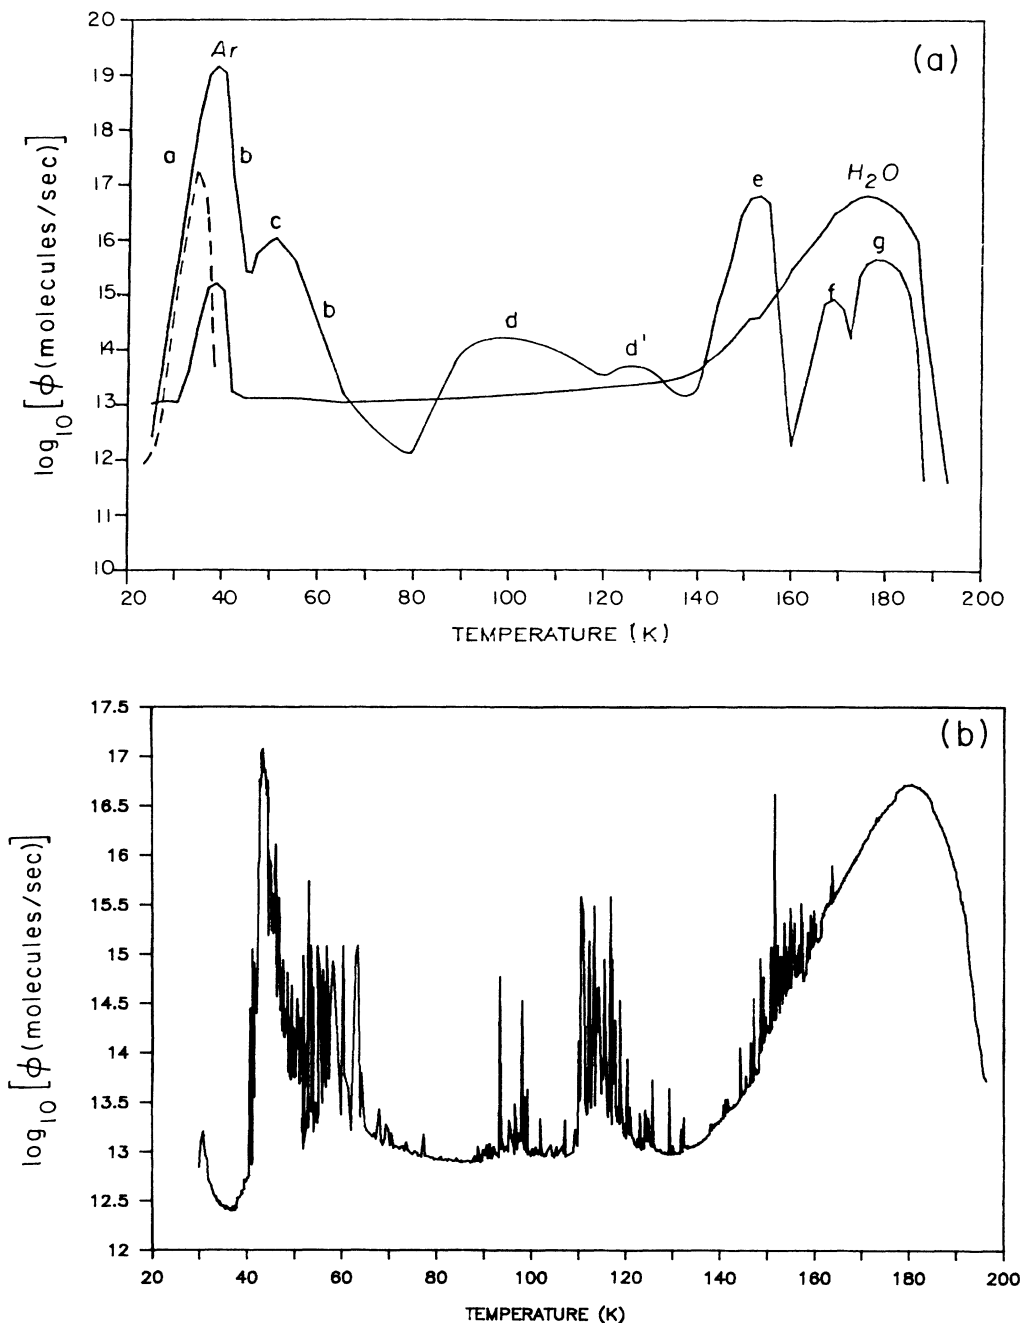 20
(a)
Ar
19
18
a
b
17
e
H2O
c
16
g
15
f
b
d
14
d'
13
12
11
10
20 40 60 80 100 120 140 160 180 200
TEMPERATURE (K)
log10[ϕ(molecules/sec)]
17.5
(b)
17
16.5
16
15.5
15
14.5
14
13.5
13
12.5
12
20 40 60 80 100 120 140 160 180 200
TEMPERATURE (K)
log10[ϕ(molecules/sec)]